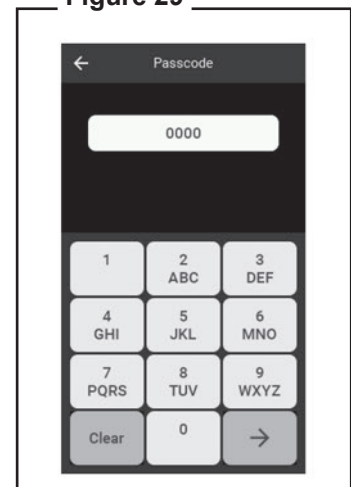 Figure
Passcode
0000
1 2 3
ABC DEF
4 5 6
GHI JKL MNO
7 8 9
PQRS TUV WXYZ
Clear 0